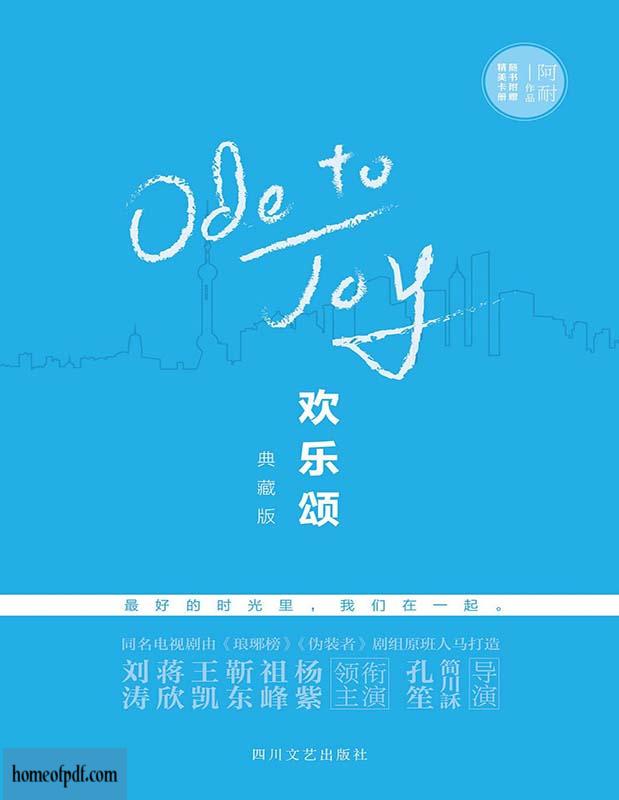 阿耐
一作品
随书附赠
精美卡册
Ode to
Joy
欢乐颂
典藏版
最好的时光里，我们在一起。
同名电视剧由《琅琊榜》《伪装者》剧组原班人马打造
刘涛 蒋欣 王凯 靳东 祖峰 杨紫 领衔主演 孔笙 简川訸 导演
四川文艺出版社
homeofpdf.com